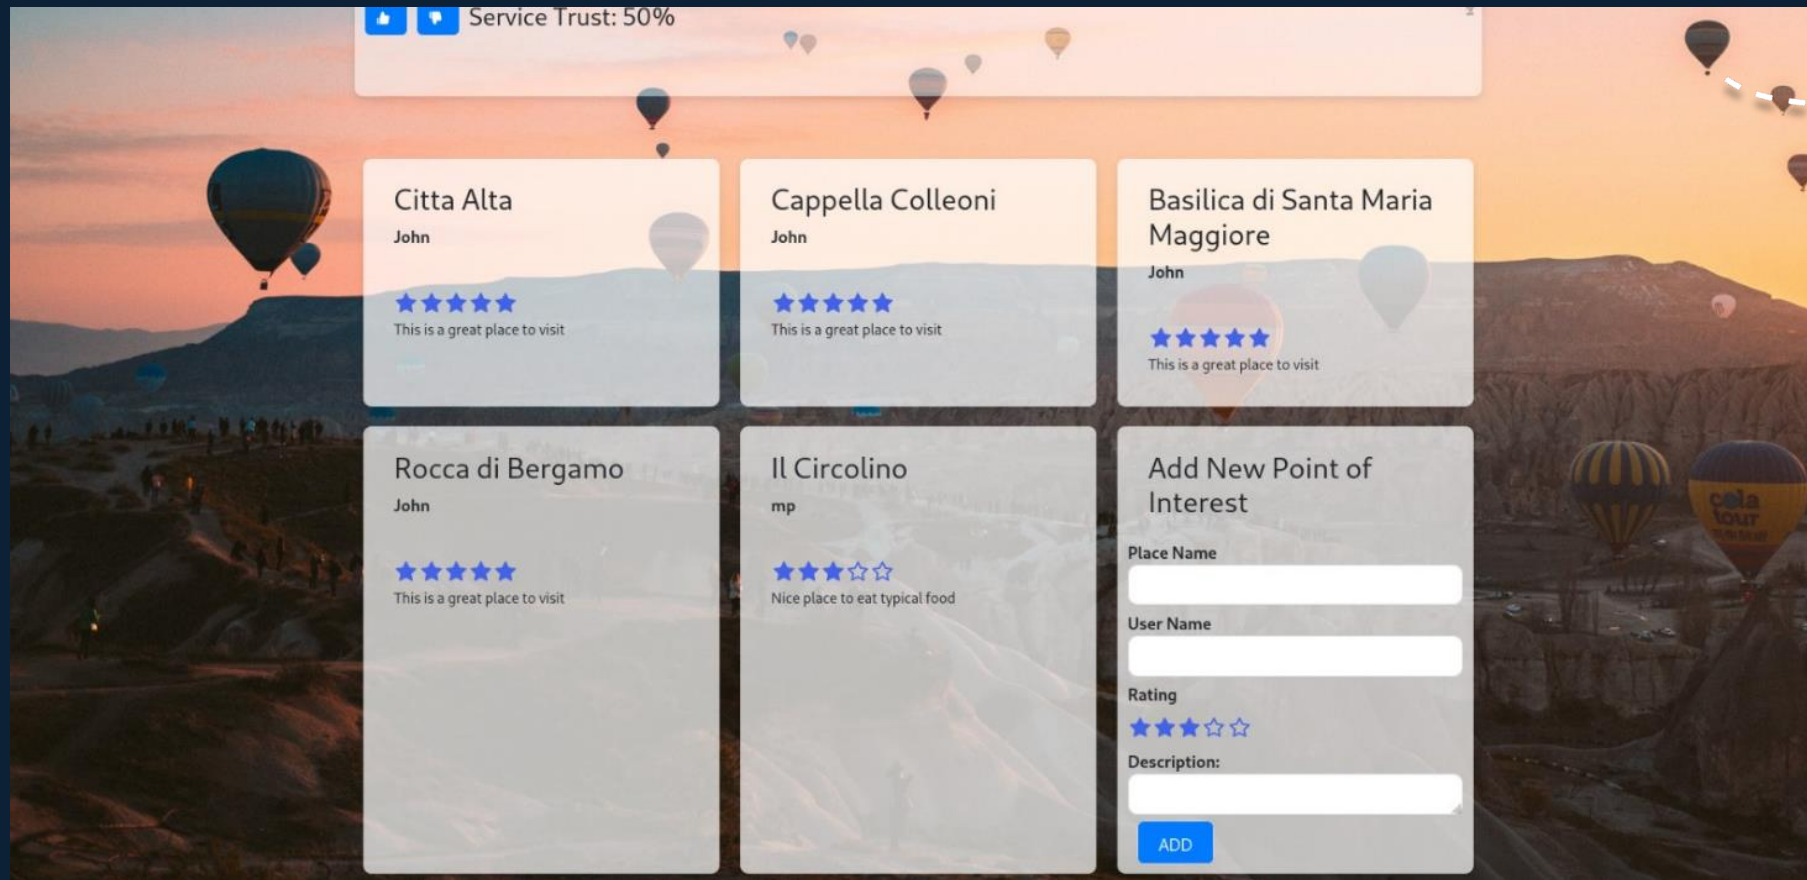 Service Trust: 50%
Citta Alta
John
This is a great place to visit
Cappella Colleoni
John
This is a great place to visit
Basilica di Santa Maria
Maggiore
John
This is a great place to visit
Rocca di Bergamo
John
This is a great place to visit
Il Circolino
mp
Nice place to eat typical food
Add New Point of
Interest
Place Name
User Name
Rating
Description:
ADD
cola
tour